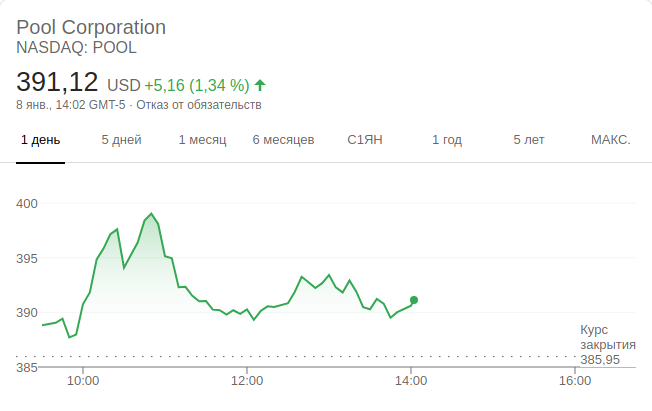 Pool Corporation
NASDAQ: POOL
391,12 USD +5,16 (1,34 %)
8 янв., 14:02 GMT-5 · Отказ от обязательств
1 день 5 дней 1 месяц 6 месяцев С1ЯН 1 год 5 лет МАКС.
400
395
390
Курс
закрытия
385,95
385
10:00 12:00 14:00 16:00